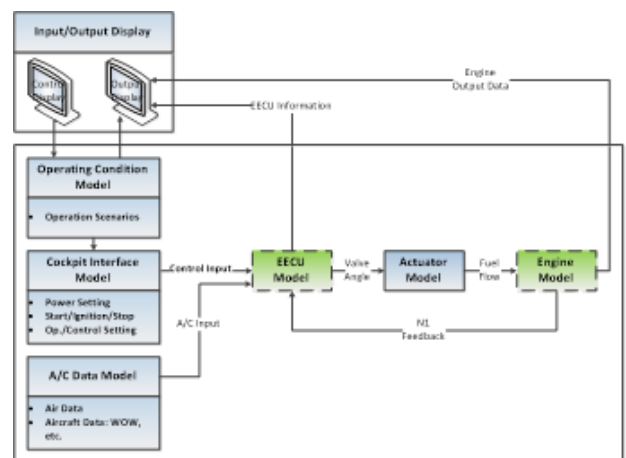 Input/Output Display
Control
Display
Output
Display
Engine
Output Data
EECU Information
Operating Condition
Model
• Operation Scenarios
Cockpit Interface
Model
• Power Setting
• Start/Ignition/Stop
• Op./Control Setting
Control Input
A/C Input
EECU
Model
Valve
Angle
Actuator
Model
Fuel
Flow
Engine
Model
N1
Feedback
A/C Data Model
• Air Data
• Aircraft Data: WOW,
etc.